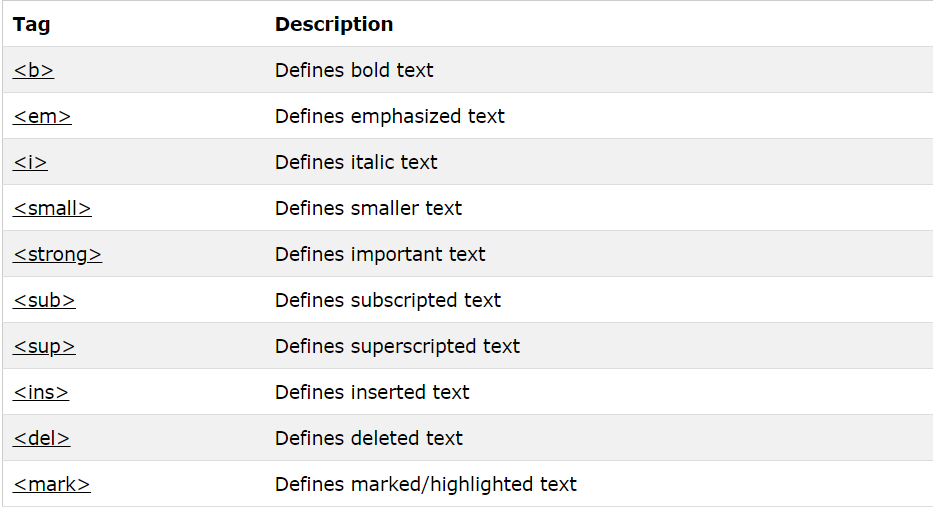 Tag Description
<b> Defines bold text
<em> Defines emphasized text
<i> Defines italic text
<small> Defines smaller text
<strong> Defines important text
<sub> Defines subscripted text
<sup> Defines superscripted text
<ins> Defines inserted text
<del> Defines deleted text
<mark> Defines marked/highlighted text